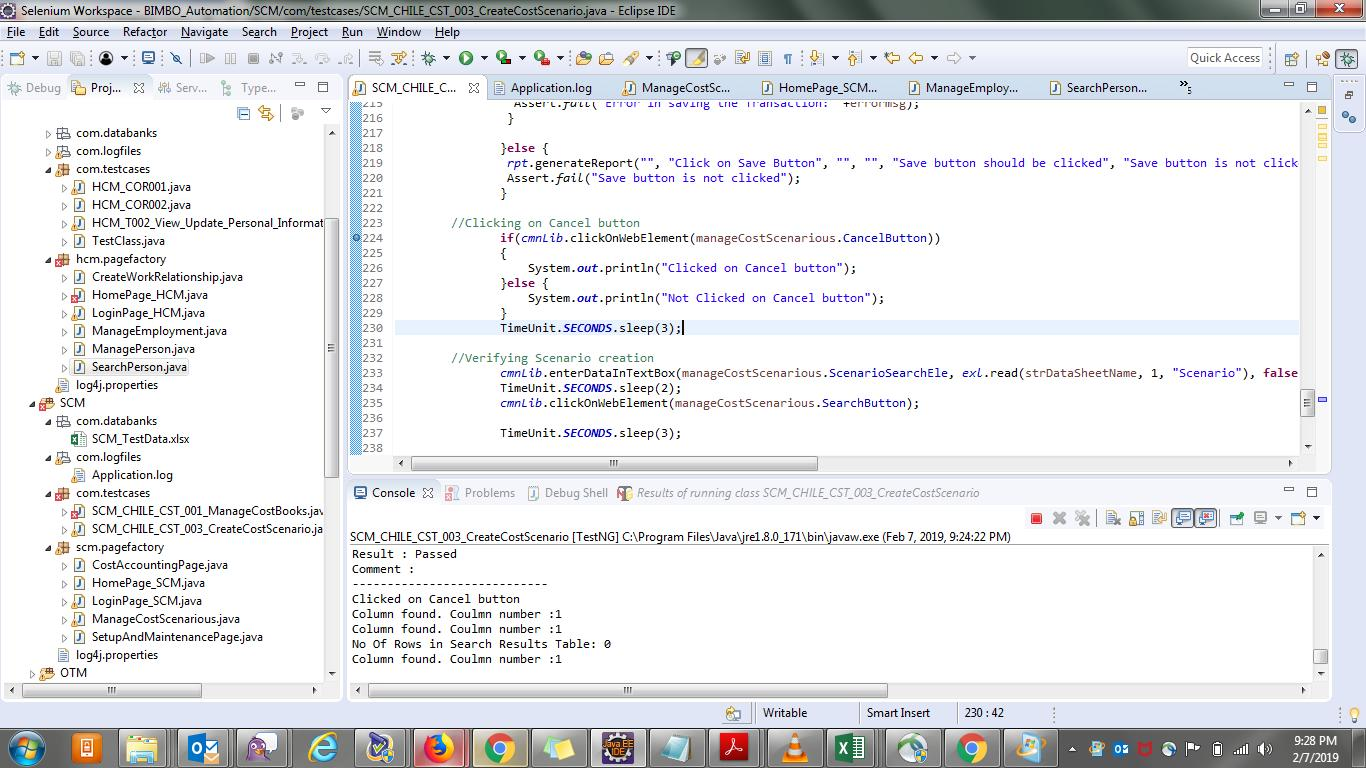 Selenium Workspace - BIMBO_Automation/SCM/com/testcases/SCM_CHILE_CST_003_CreateCostScenario.java - Eclipse IDE
File Edit Source Refactor Navigate Search Project Run Window Help
Quick Access
Debug Proj... Serv... Type...
com.databanks
com.logfiles
com.testcases
HCM_COR001.java
HCM_COR002.java
HCM_T002_View_Update_Personal_Informat
TestClass.java
hcm.pagefactory
CreateWorkRelationship.java
HomePage_HCM.java
LoginPage_HCM.java
ManageEmployment.java
ManagePerson.java
SearchPerson.java
log4j.properties
SCM
com.databanks
SCM_TestData.xlsx
com.logfiles
Application.log
com.testcases
SCM_CHILE_CST_001_ManageCostBooks.jav
SCM_CHILE_CST_003_CreateCostScenario.ja
scm.pagefactory
CostAccountingPage.java
HomePage_SCM.java
LoginPage_SCM.java
ManageCostScenarious.java
SetupAndMaintenancePage.java
log4j.properties
OTM
SCM_CHILE_C... Application.log ManageCostSc... HomePage_SCM... ManageEmploy... SearchPerson... »5
215 Assert.fail("Error in saving the Transaction: "+errormsg);
216 }
217
218 }else {
219 rpt.generateReport("", "Click on Save Button", "", "", "Save button should be clicked", "Save button is not click
220 Assert.fail("Save button is not clicked");
221 }
222
223 //Clicking on Cancel button
224 if(cmnLib.clickOnWebElement(manageCostScenarious.CancelButton))
225 {
226 System.out.println("Clicked on Cancel button");
227 }else {
228 System.out.println("Not Clicked on Cancel button");
229 }
230 TimeUnit.SECONDS.sleep(3);
231
232 //Verifying Scenario creation
233 cmnLib.enterDataInTextBox(manageCostScenarious.ScenarioSearchEle, exl.read(strDataSheetName, 1, "Scenario"), false
234 TimeUnit.SECONDS.sleep(2);
235 cmnLib.clickOnWebElement(manageCostScenarious.SearchButton);
236
237 TimeUnit.SECONDS.sleep(3);
238
Console Problems Debug Shell Results of running class SCM_CHILE_CST_003_CreateCostScenario
SCM_CHILE_CST_003_CreateCostScenario [TestNG] C:\Program Files\Java\jre1.8.0_171\bin\javaw.exe (Feb 7, 2019, 9:24:22 PM)
Result : Passed
Comment :
----------------------------
Clicked on Cancel button
Column found. Coulmn number :1
Column found. Coulmn number :1
No Of Rows in Search Results Table: 0
Column found. Coulmn number :1
Writable Smart Insert 230 : 42
Java EE IDE
9:28 PM
2/7/2019